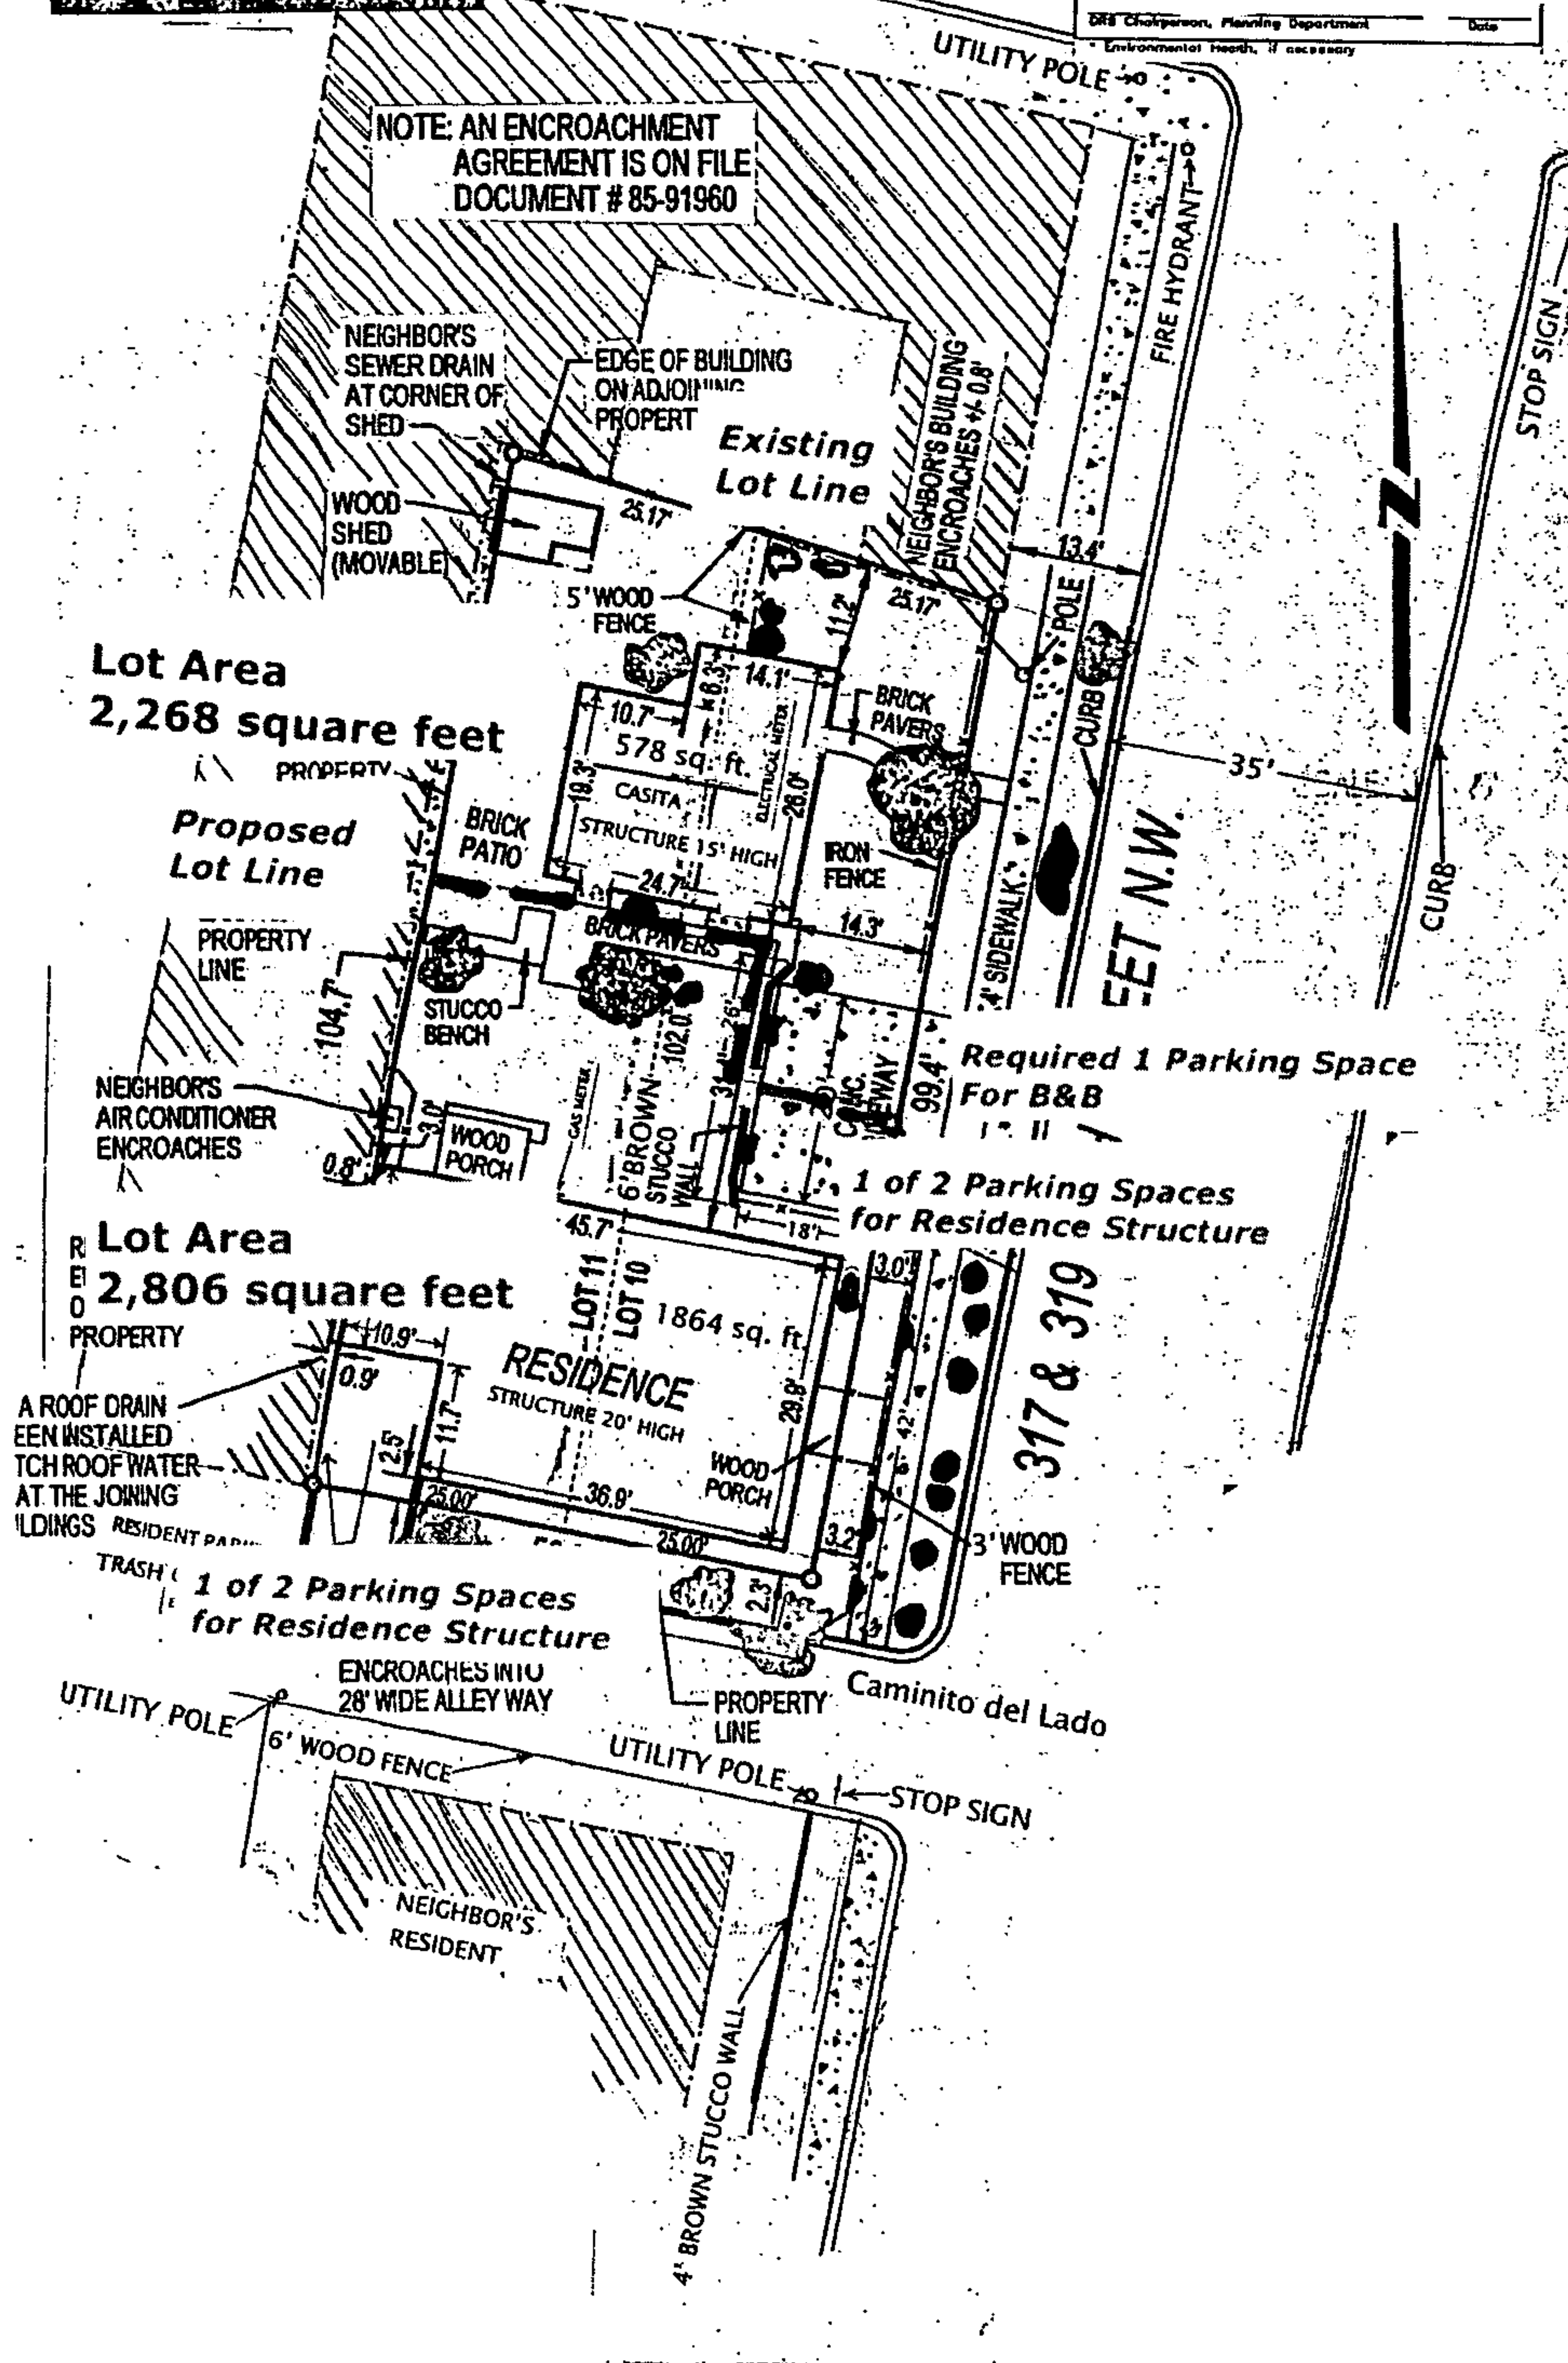 DRB Chairperson, Planning Department
Date
* Environmental Health, if necessary
UTILITY POLE
NOTE: AN ENCROACHMENT
AGREEMENT IS ON FILE
DOCUMENT # 85-91960
FIRE HYDRANT
STOP SIGN
NEIGHBOR'S
SEWER DRAIN
AT CORNER OF
SHED
EDGE OF BUILDING
ON ADJOINING
PROPERT
Existing
Lot Line
NEIGHBOR'S BUILDING
ENCROACHES +/- 0.8'
WOOD
SHED
(MOVABLE)
25.17'
13.4'
5' WOOD
FENCE
11.2'
25.17'
POLE
Lot Area
2,268 square feet
6.3'
14.1'
10.7'
BRICK
PAVERS
CURB
35'
578 sq. ft.
ELECTRICAL METER
PROPERTY
19.3'
CASITA
26.0'
STRUCTURE 15' HIGH
Proposed
Lot Line
BRICK
PATIO
IRON
FENCE
24.7'
CURB
PROPERTY
LINE
BRICK PAVERS
14.3'
4' SIDEWALK
EET N.W.
104.7'
STUCCO
BENCH
26'
102.0'
31'
CONC.
99.4'
Required 1 Parking Space
For B&B
NEIGHBOR'S
AIR CONDITIONER
ENCROACHES
3.0'
WOOD
PORCH
0.8'
GAS METER
6' BROWN
STUCCO
WALL
1 of 2 Parking Spaces
for Residence Structure
18'
45.7'
Lot Area
2,806 square feet
LOT 11
LOT 10
1864 sq. ft.
3.0'
317 & 319
PROPERTY
10.9'
0.9'
RESIDENCE
STRUCTURE 20' HIGH
29.9'
42'
A ROOF DRAIN
EEN INSTALLED
TCH ROOF WATER
AT THE JOINING
ILDINGS
11.7'
2.5
WOOD
PORCH
25.00'
36.9'
25.00'
3.2'
3' WOOD
FENCE
RESIDENT
TRASH
1 of 2 Parking Spaces
for Residence Structure
2.3'
ENCROACHES INTO
28' WIDE ALLEY WAY
PROPERTY
LINE
Caminito del Lado
UTILITY POLE
6' WOOD FENCE
UTILITY POLE
STOP SIGN
NEIGHBOR'S
RESIDENT
4' BROWN STUCCO WALL